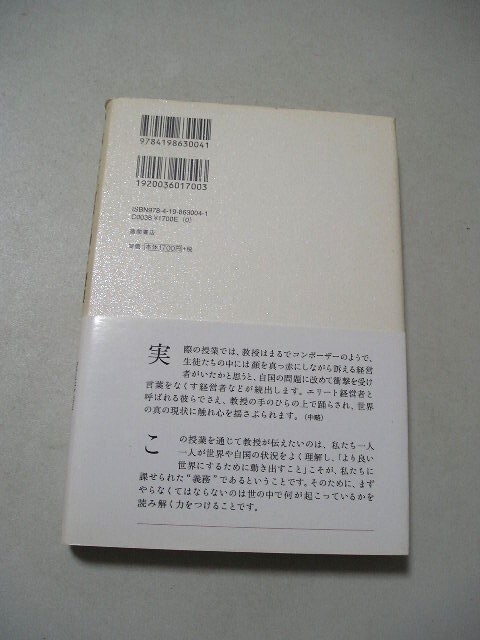 9784198630041
1920036017003
ISBN978-4-19-863004-1
C0036 ¥1700E (0)
徳間書店
定価 本体1700円+税
実際の授業では、教授はまるでコンポーザーのようで、
生徒たちの中には顔を真っ赤にしながら訴える経営
者がいたかと思うと、自国の問題に改めて衝撃を受け
言葉をなくす経営者などが続出します。エリート経営者と
呼ばれる彼らでさえ、教授の手のひらの上で踊らされ、世界
の真の現状に触れ心を揺さぶられます。(中略)
この授業を通じて教授が伝えたいのは、私たち一人
一人が世界や自国の状況をよく理解し、「より良い
世界にするために動き出すこと」こそが、私たちに
課せられた“義務”であるということです。そのために、まず
やらなくてはならないのは世の中で何が起こっているかを
読み解く力をつけることです。